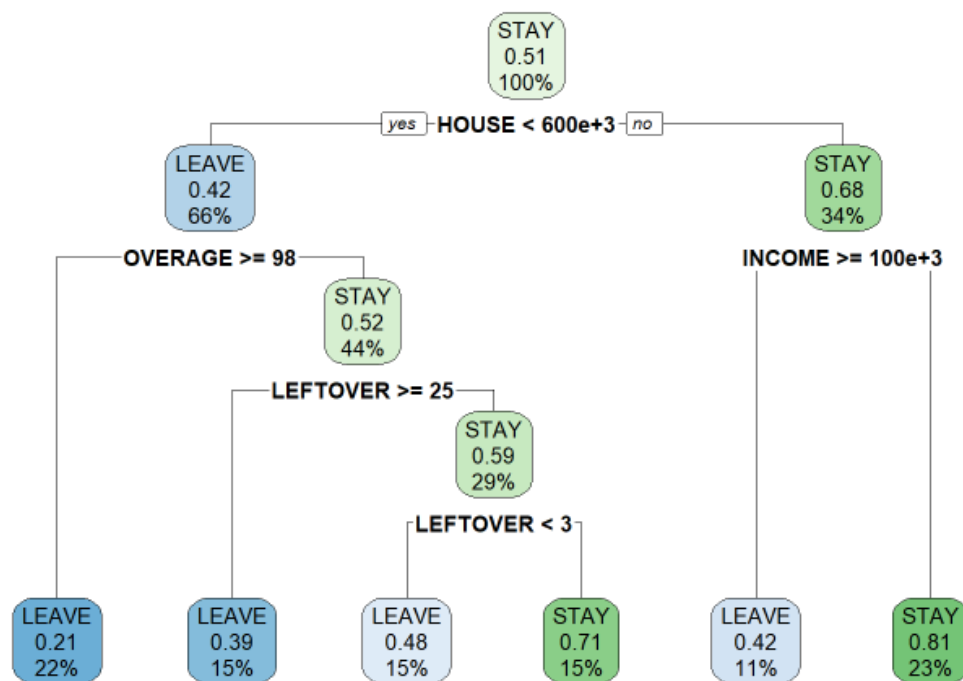 STAY
0.51
100%
yes HOUSE < 600e+3 no
LEAVE
0.42
66%
STAY
0.68
34%
OVERAGE >= 98
INCOME >= 100e+3
STAY
0.52
44%
LEFTOVER >= 25
STAY
0.59
29%
LEFTOVER < 3
LEAVE
0.21
22%
LEAVE
0.39
15%
LEAVE
0.48
15%
STAY
0.71
15%
LEAVE
0.42
11%
STAY
0.81
23%